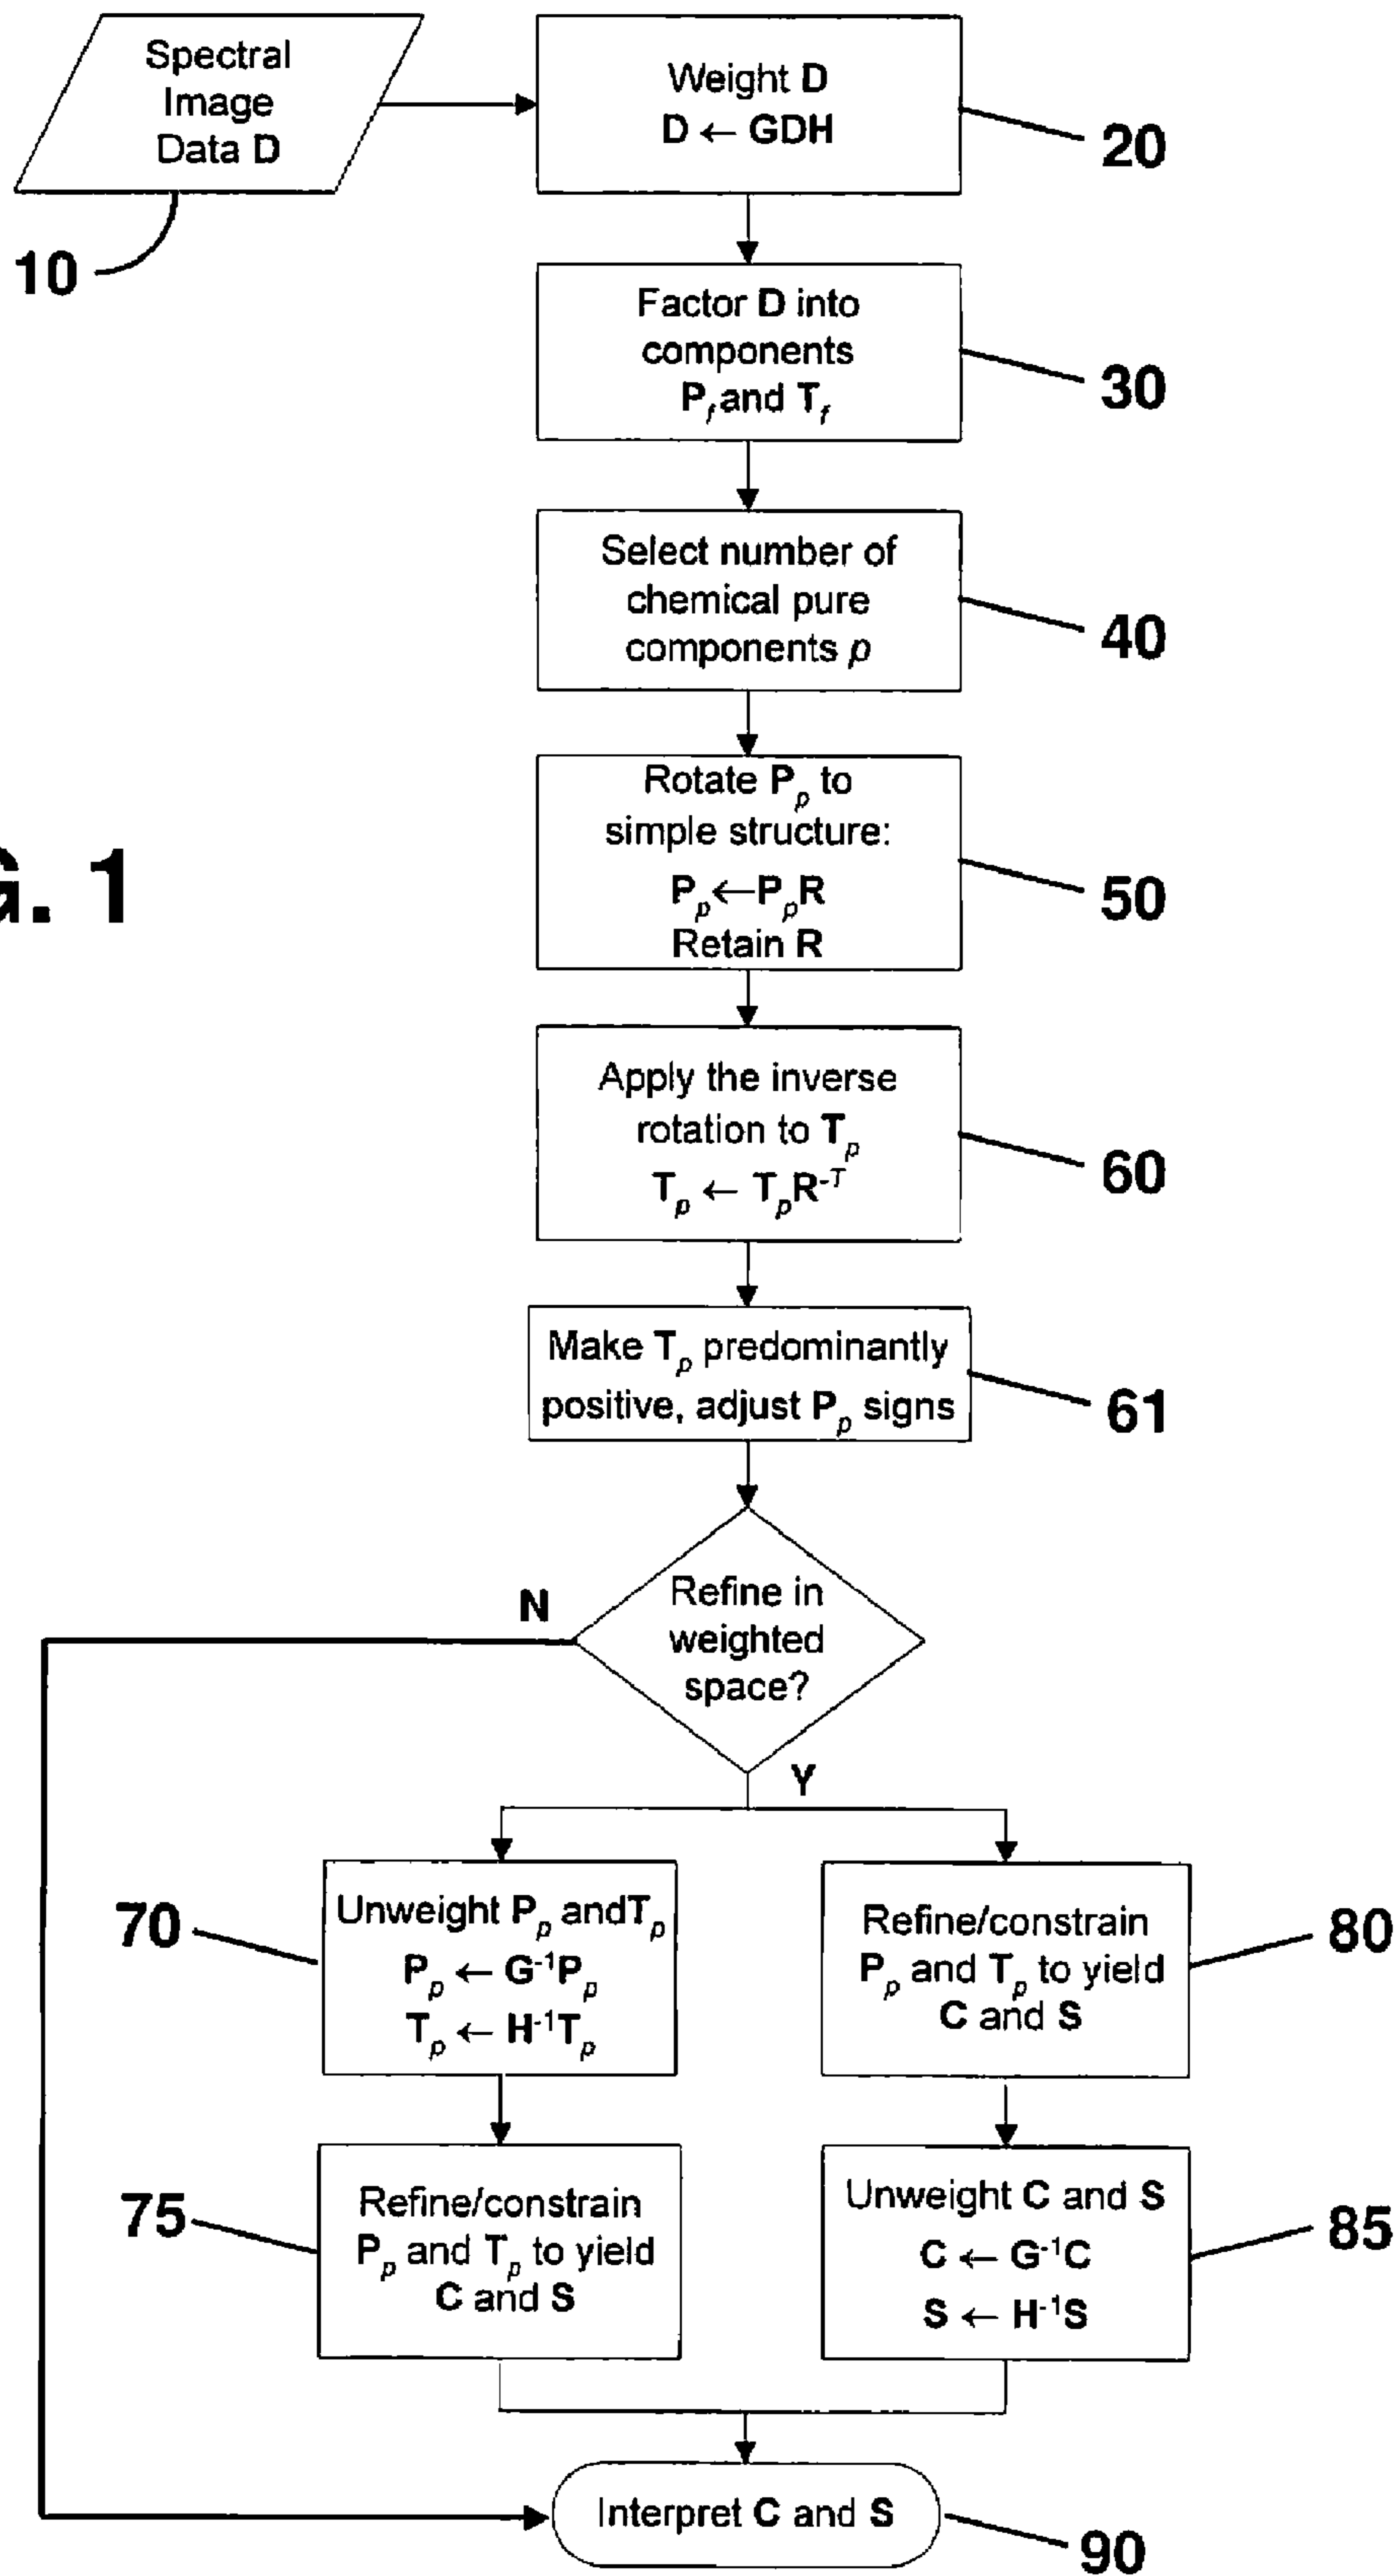 Spectral
Image
Data D
10
Weight D
D ← GDH
20
Factor D into
components
P_f and T_f
30
Select number of
chemical pure
components p
40
Rotate P_p to
simple structure:
P_p←P_pR
Retain R
50
G. 1
Apply the inverse
rotation to T_p
T_p ← T_pR^-T
60
Make T_p predominantly
positive, adjust P_p signs
61
Refine in
weighted
space?
N
Y
Unweight P_p andT_p
P_p ← G^-1P_p
T_p ← H^-1T_p
70
Refine/constrain
P_p and T_p to yield
C and S
80
Refine/constrain
P_p and T_p to yield
C and S
75
Unweight C and S
C ← G^-1C
S ← H^-1S
85
Interpret C and S
90